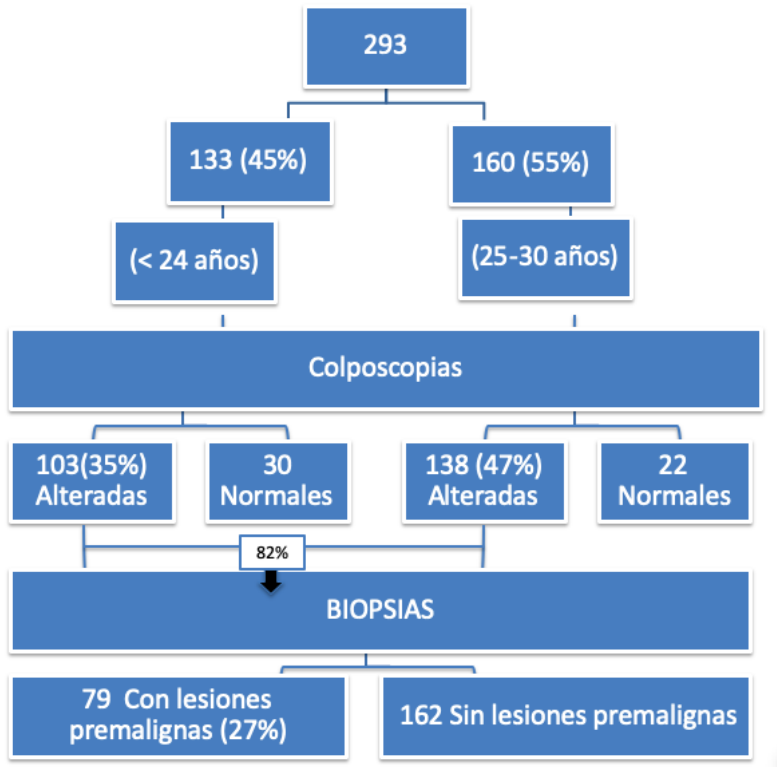 293
133 (45%)
160 (55%)
(< 24 años)
(25-30 años)
Colposcopias
103(35%)
Alteradas
30
Normales
138 (47%)
Alteradas
22
Normales
82%
BIOPSIAS
79 Con lesiones
premalignas (27%)
162 Sin lesiones premalignas